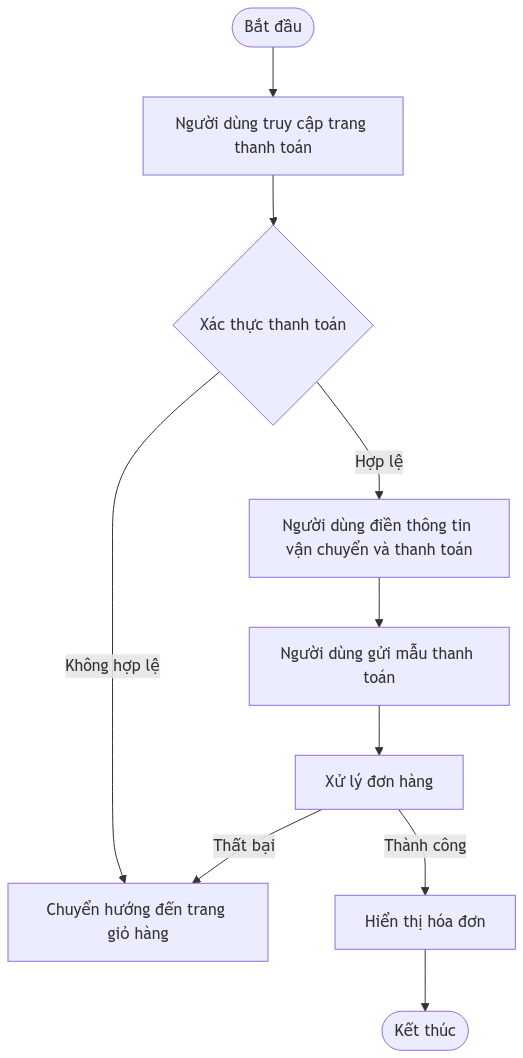 Bắt đầu
Người dùng truy cập trang
thanh toán
Xác thực thanh toán
Hợp lệ
Người dùng điền thông tin
vận chuyển và thanh toán
Người dùng gửi mẫu thanh
toán
Không hợp lệ
Xử lý đơn hàng
Thất bại
Thành công
Chuyển hướng đến trang
giỏ hàng
Hiển thị hóa đơn
Kết thúc